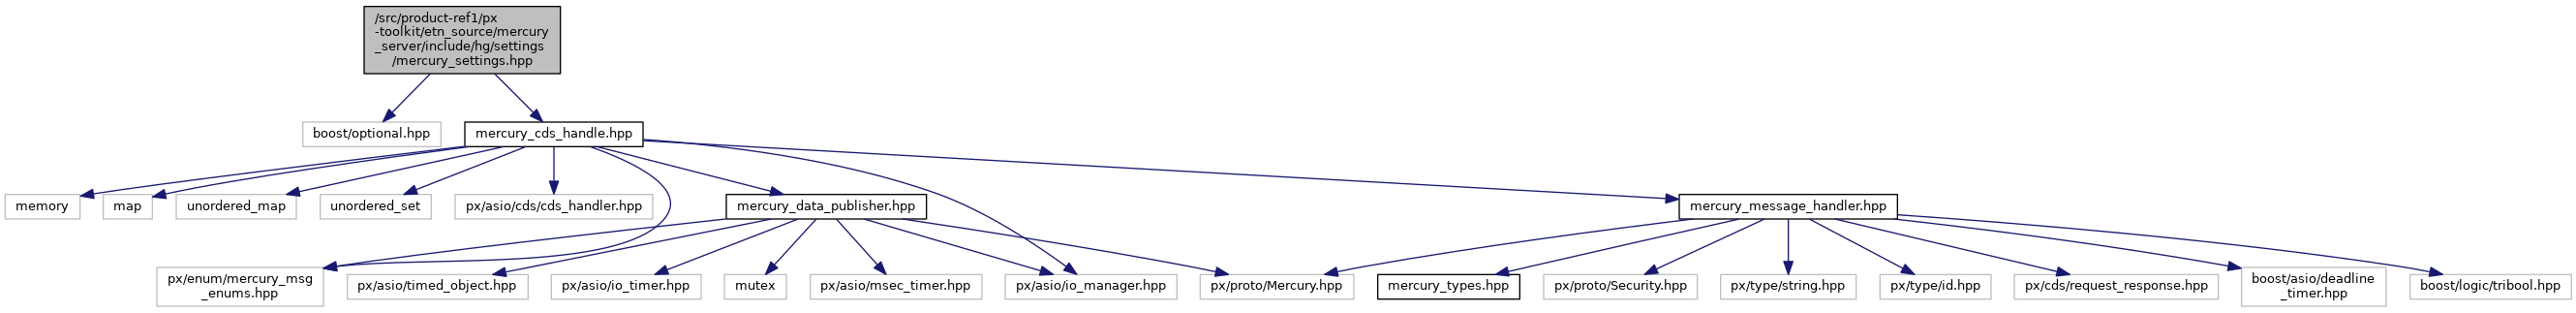 /src/product-ref1/px
-toolkit/etn_source/mercury
_server/include/hg/settings
/mercury_settings.hpp
boost/optional.hpp
mercury_cds_handle.hpp
memory
map
unordered_map
unordered_set
px/asio/cds/cds_handler.hpp
mercury_data_publisher.hpp
mercury_message_handler.hpp
px/enum/mercury_msg
_enums.hpp
px/asio/timed_object.hpp
px/asio/io_timer.hpp
mutex
px/asio/msec_timer.hpp
px/asio/io_manager.hpp
px/proto/Mercury.hpp
mercury_types.hpp
px/proto/Security.hpp
px/type/string.hpp
px/type/id.hpp
px/cds/request_response.hpp
boost/asio/deadline
_timer.hpp
boost/logic/tribool.hpp